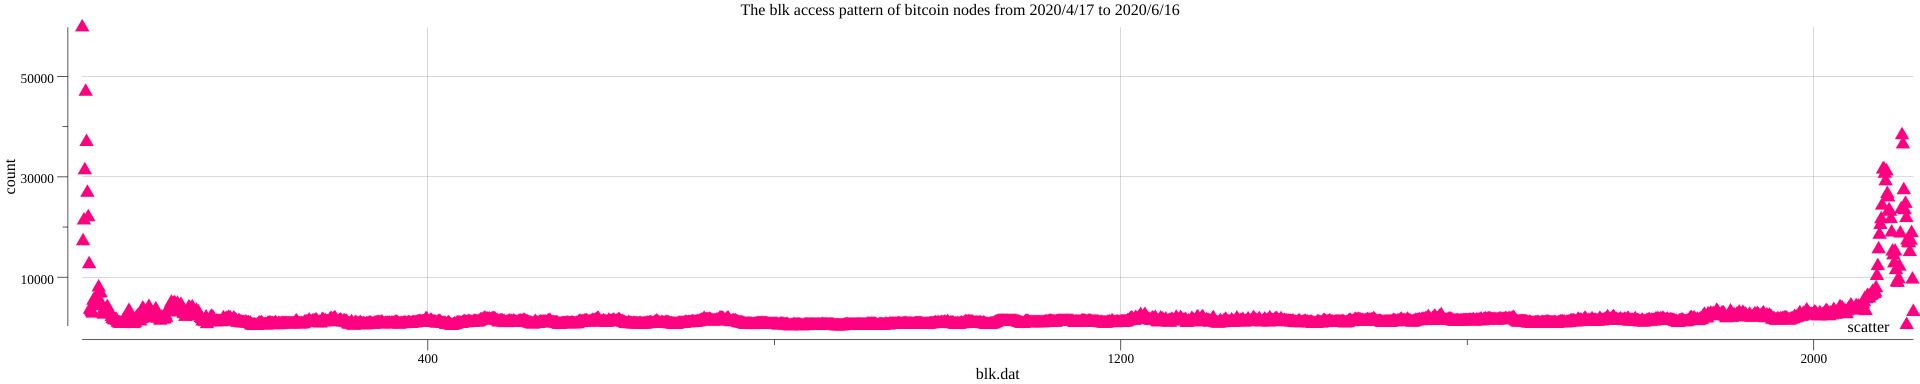 The blk access pattern of bitcoin nodes from 2020/4/17 to 2020/6/16
50000
30000
10000
count
scatter
400
1200
2000
blk.dat